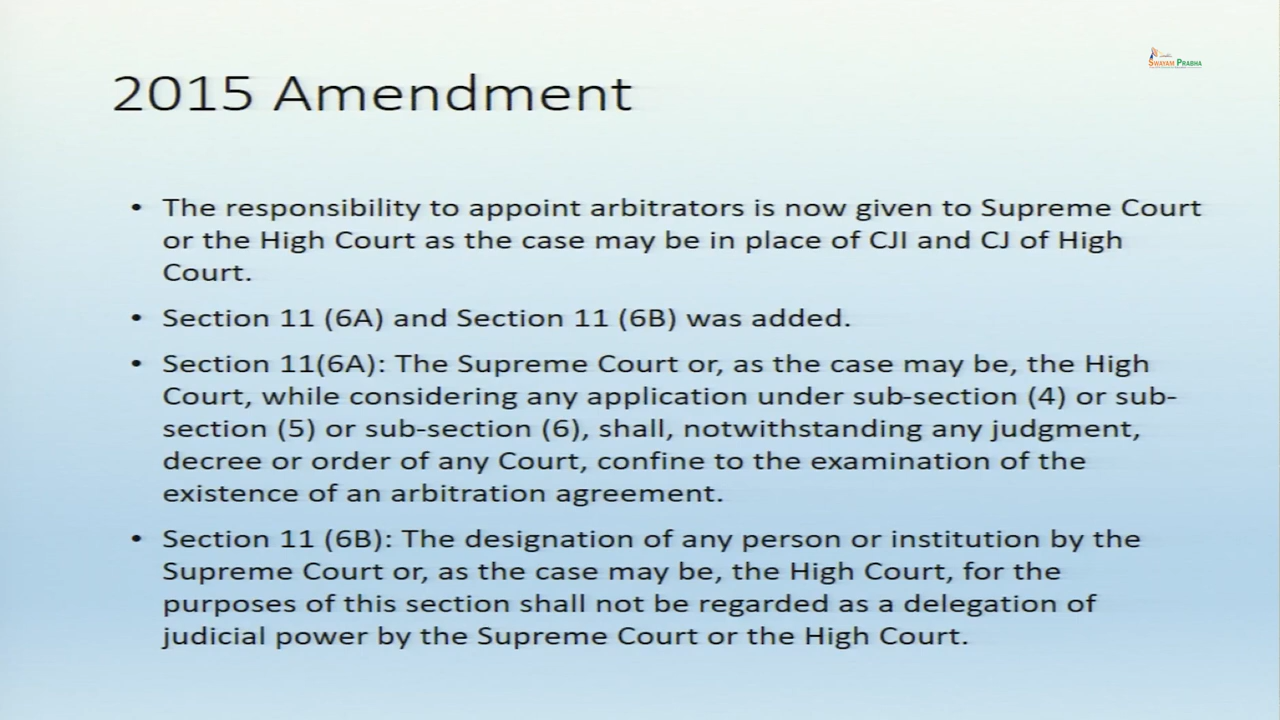 SWAYAM PRABHA
2015 Amendment
• The responsibility to appoint arbitrators is now given to Supreme Court
or the High Court as the case may be in place of CJI and CJ of High
Court.
• Section 11 (6A) and Section 11 (6B) was added.
• Section 11(6A): The Supreme Court or, as the case may be, the High
Court, while considering any application under sub-section (4) or sub-
section (5) or sub-section (6), shall, notwithstanding any judgment,
decree or order of any Court, confine to the examination of the
existence of an arbitration agreement.
• Section 11 (6B): The designation of any person or institution by the
Supreme Court or, as the case may be, the High Court, for the
purposes of this section shall not be regarded as a delegation of
judicial power by the Supreme Court or the High Court.